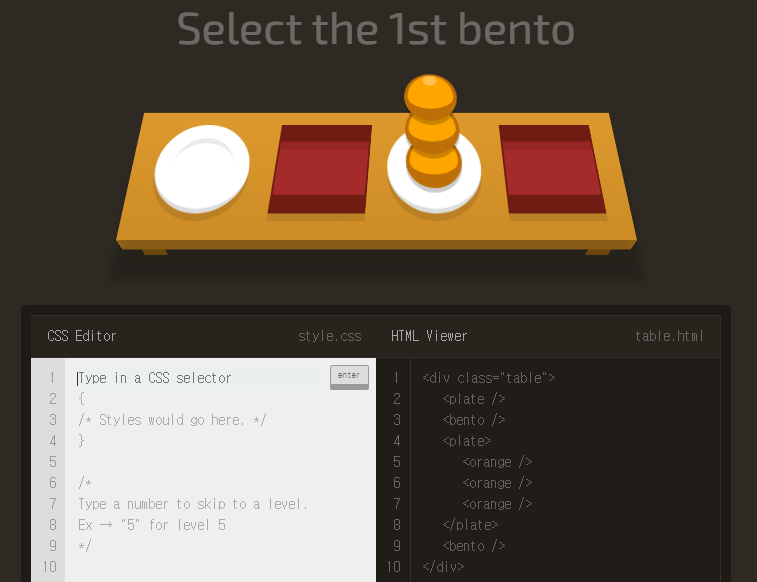 Select the 1st bento
CSS Editor
style.css
1 Type in a CSS selector
enter
2 {
3 /* Styles would go here. */
4 }
5
6 /*
7 Type a number to skip to a level.
8 Ex → "5" for level 5
9 */
10
HTML Viewer
table.html
1 <div class="table">
2 <plate />
3 <bento />
4 <plate>
5 <orange />
6 <orange />
7 <orange />
8 </plate>
9 <bento />
10 </div>